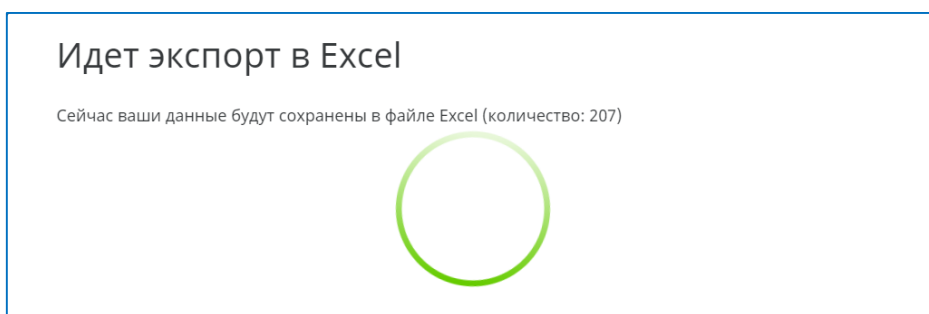 Идет экспорт в Excel
Сейчас ваши данные будут сохранены в файле Excel (количество: 207)